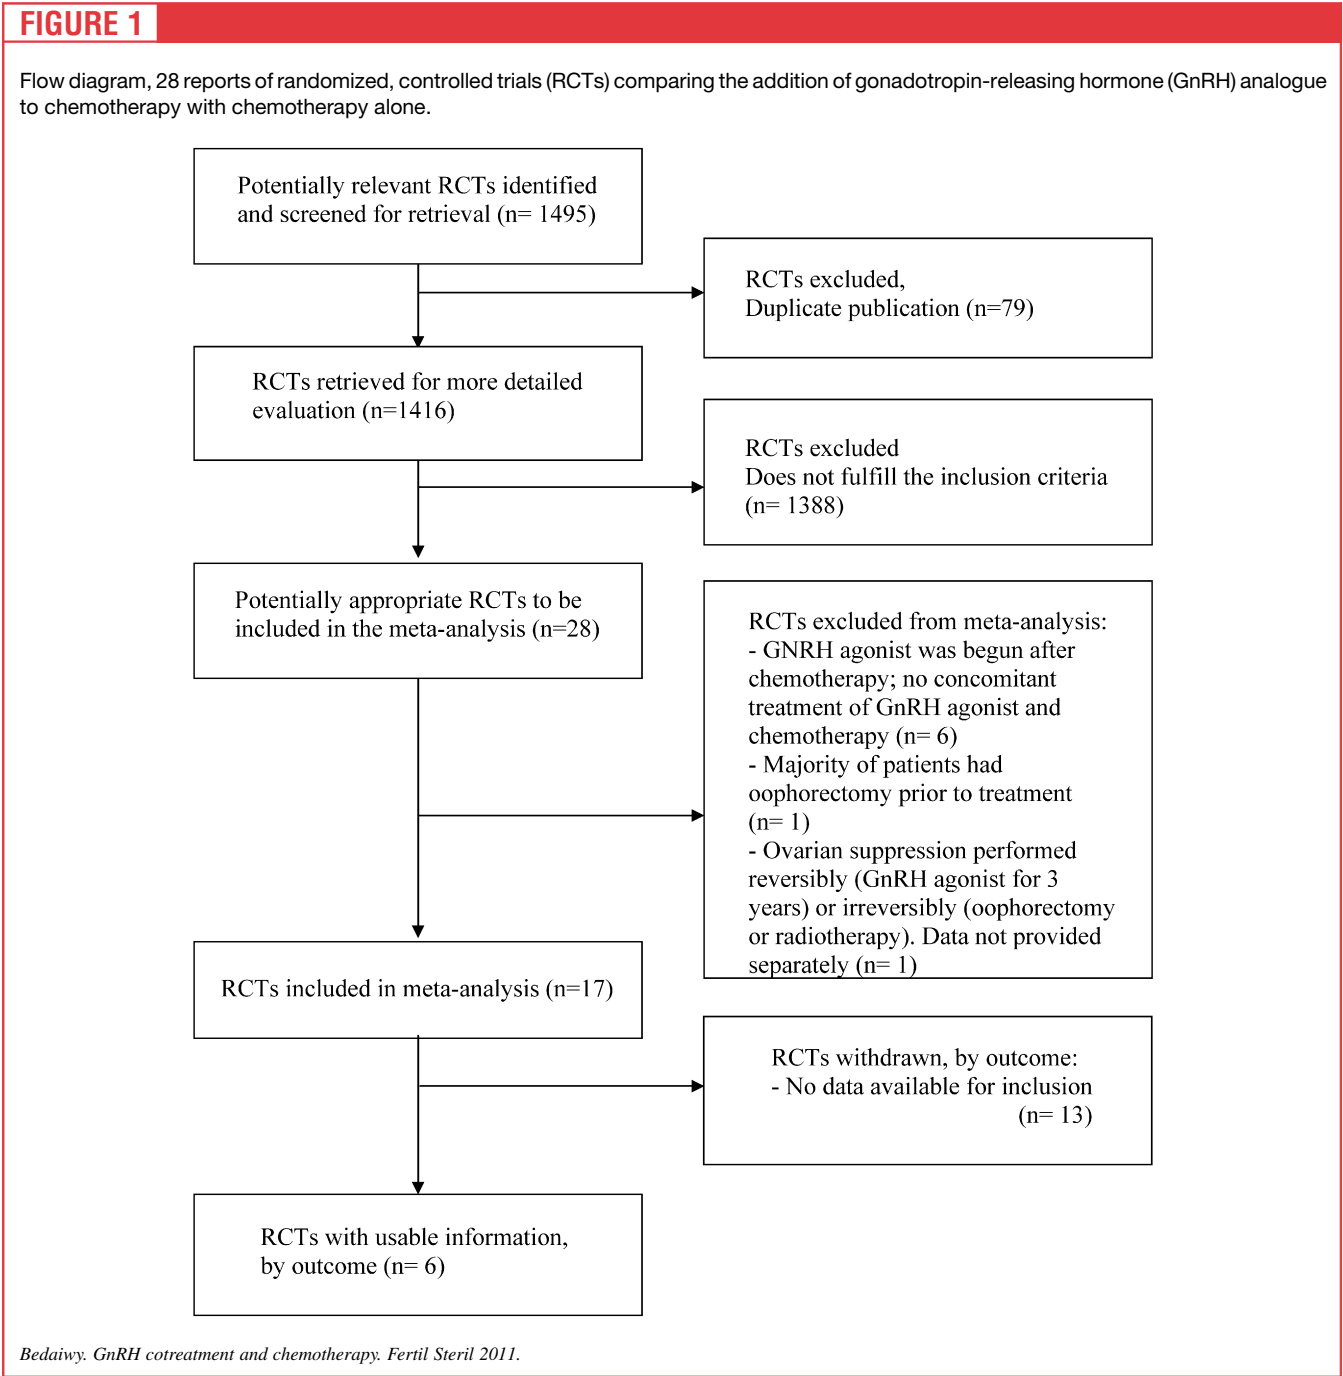 FIGURE 1
Flow diagram, 28 reports of randomized, controlled trials (RCTs) comparing the addition of gonadotropin-releasing hormone (GnRH) analogue
to chemotherapy with chemotherapy alone.
Potentially relevant RCTs identified
and screened for retrieval (n= 1495)
RCTs excluded,
Duplicate publication (n=79)
RCTs retrieved for more detailed
evaluation (n=1416)
RCTs excluded
Does not fulfill the inclusion criteria
(n= 1388)
Potentially appropriate RCTs to be
included in the meta-analysis (n=28)
RCTs excluded from meta-analysis:
- GNRH agonist was begun after
chemotherapy; no concomitant
treatment of GnRH agonist and
chemotherapy (n= 6)
- Majority of patients had
oophorectomy prior to treatment
(n= 1)
- Ovarian suppression performed
reversibly (GnRH agonist for 3
years) or irreversibly (oophorectomy
or radiotherapy). Data not provided
separately (n= 1)
RCTs included in meta-analysis (n=17)
RCTs withdrawn, by outcome:
- No data available for inclusion
(n= 13)
RCTs with usable information,
by outcome (n= 6)
Bedaiwy. GnRH cotreatment and chemotherapy. Fertil Steril 2011.